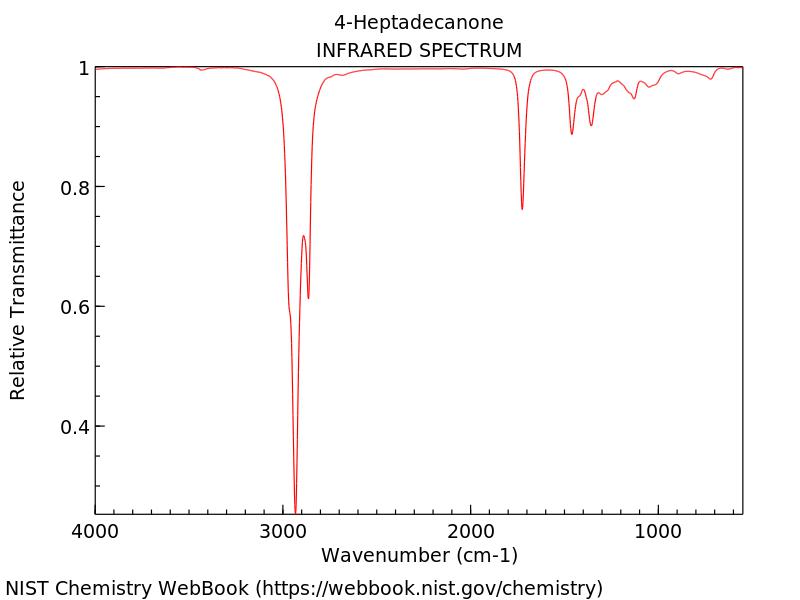 4-Heptadecanone
INFRARED SPECTRUM
1
0.8
0.6
0.4
Relative Transmittance
4000 3000 2000 1000
Wavenumber (cm-1)
NIST Chemistry WebBook (https://webbook.nist.gov/chemistry)